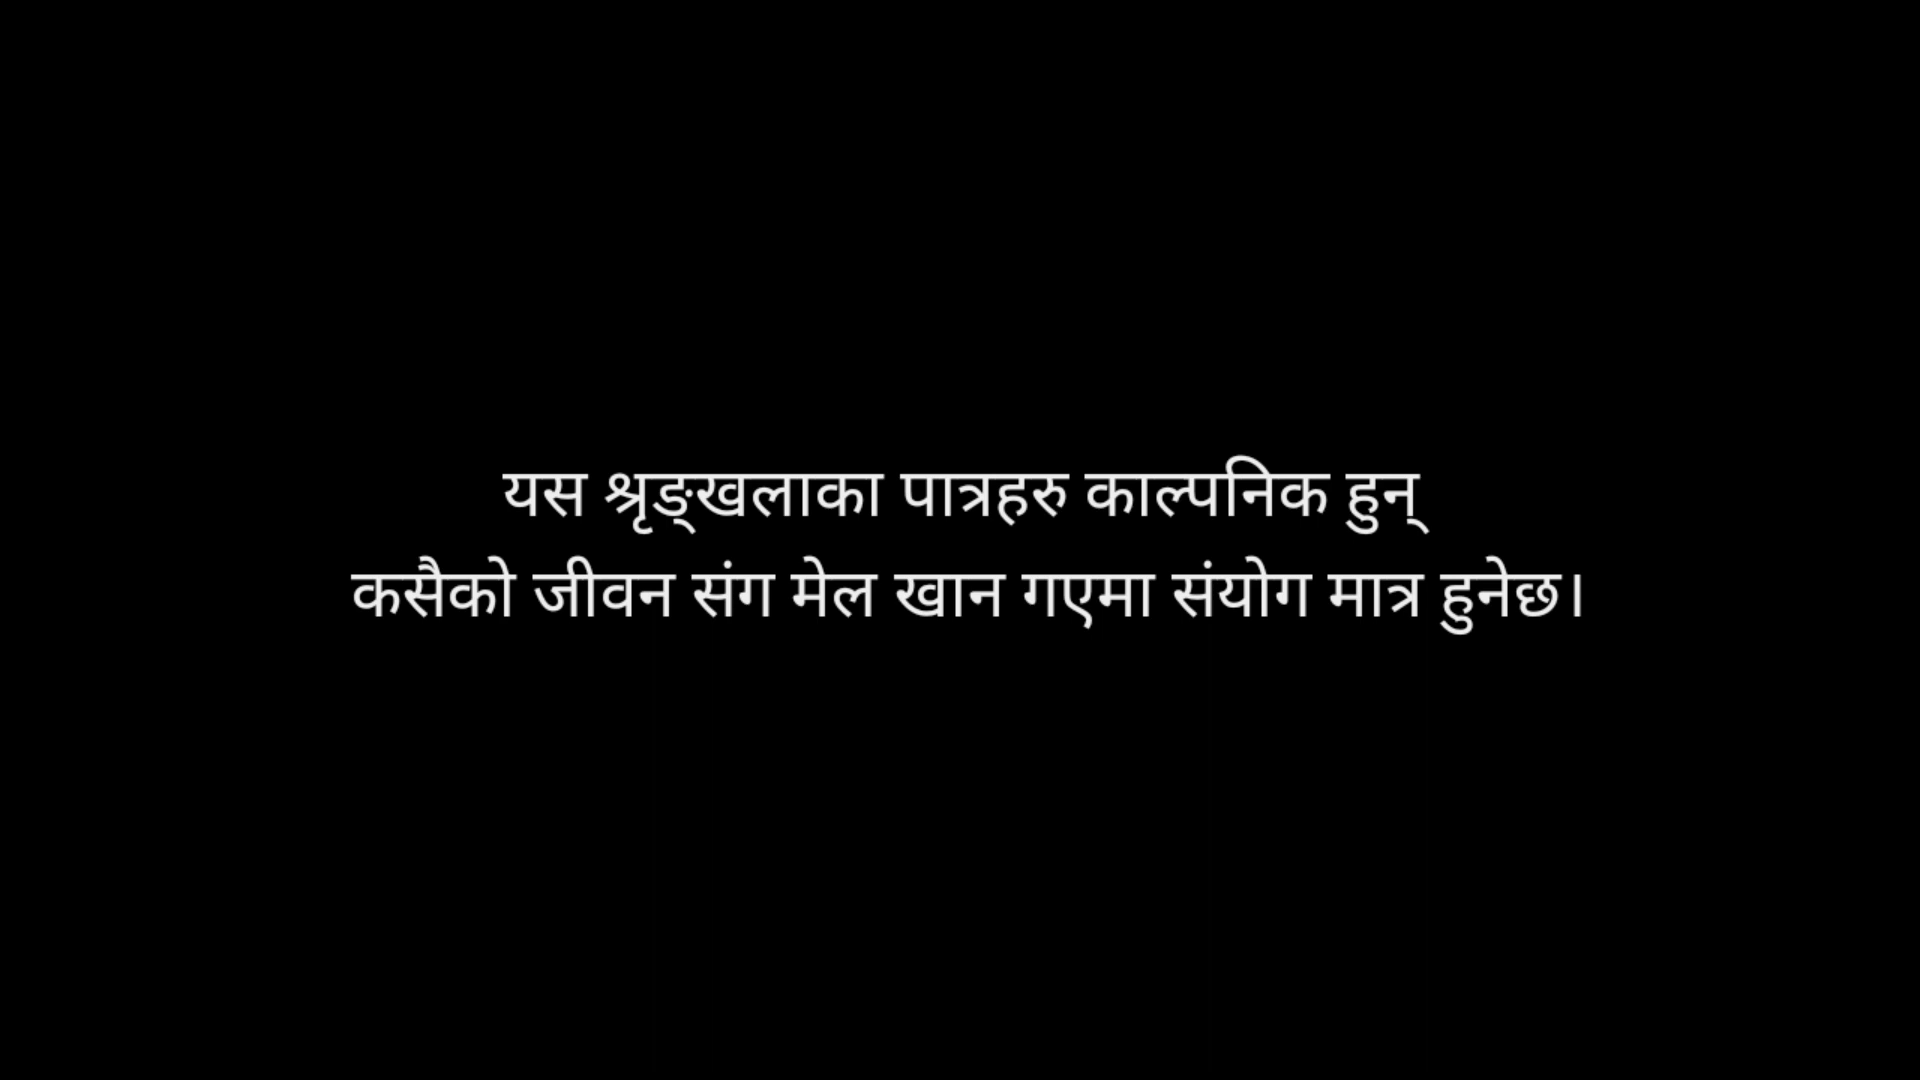 यस श्रृङ्खलाका पात्रहरु काल्पनिक हुन्
कसैको जीवन संग मेल खान गएमा संयोग मात्र हुनेछ।